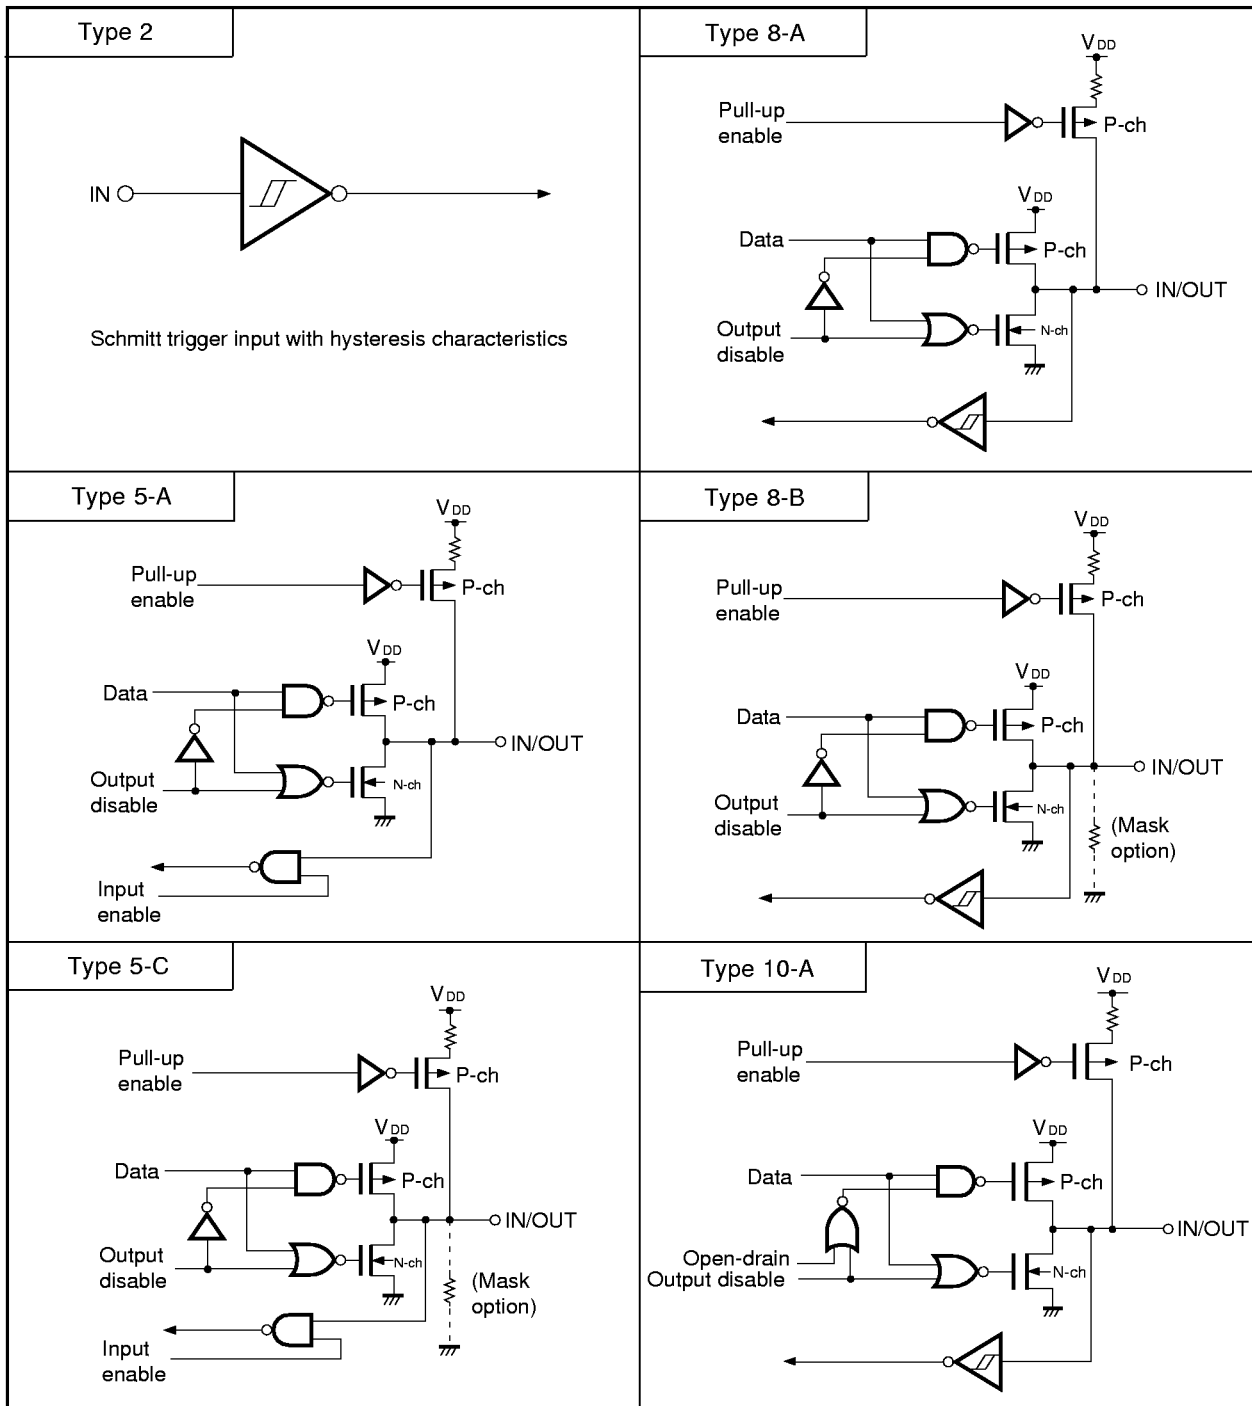 Type 2
IN
Schmitt trigger input with hysteresis characteristics
Type 8-A
VDD
Pull-up
enable
P-ch
VDD
Data
P-ch
IN/OUT
Output
disable
N-ch
Type 5-A
VDD
Pull-up
enable
P-ch
VDD
Data
P-ch
IN/OUT
Output
disable
N-ch
Input
enable
Type 8-B
VDD
Pull-up
enable
P-ch
VDD
Data
P-ch
IN/OUT
Output
disable
N-ch
(Mask
option)
Type 5-C
VDD
Pull-up
enable
P-ch
VDD
Data
P-ch
IN/OUT
Output
disable
N-ch
(Mask
option)
Input
enable
Type 10-A
VDD
Pull-up
enable
P-ch
VDD
Data
P-ch
IN/OUT
Open-drain
Output disable
N-ch